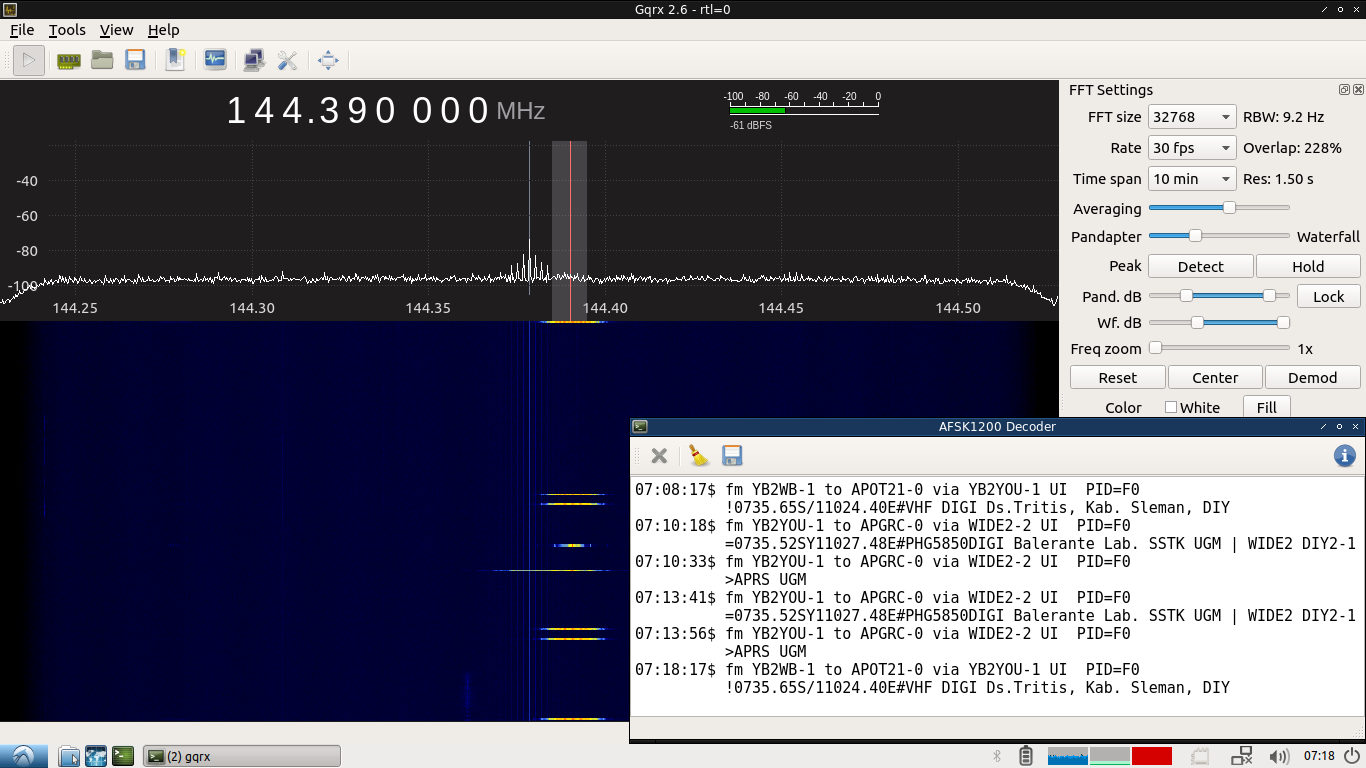 Gqrx 2.6 - rtl=0
File Tools View Help
144.390 000 MHz
-100 -80 -60 -40 -20 0
-61 dBFS
-40
-60
-80
-100
144.25 144.30 144.35 144.40 144.45 144.50
FFT Settings
FFT size 32768 RBW: 9.2 Hz
Rate 30 fps Overlap: 228%
Time span 10 min Res: 1.50 s
Averaging
Pandapter Waterfall
Peak Detect Hold
Pand. dB Lock
Wf. dB
Freq zoom 1x
Reset Center Demod
Color White Fill
AFSK1200 Decoder
07:08:17$ fm YB2WB-1 to APOT21-0 via YB2YOU-1 UI  PID=F0
!0735.65S/11024.40E#VHF DIGI Ds.Tritis, Kab. Sleman, DIY
07:10:18$ fm YB2YOU-1 to APGRC-0 via WIDE2-2 UI  PID=F0
=0735.52SY11027.48E#PHG5850DIGI Balerante Lab. SSTK UGM | WIDE2 DIY2-1
07:10:33$ fm YB2YOU-1 to APGRC-0 via WIDE2-2 UI  PID=F0
>APRS UGM
07:13:41$ fm YB2YOU-1 to APGRC-0 via WIDE2-2 UI  PID=F0
=0735.52SY11027.48E#PHG5850DIGI Balerante Lab. SSTK UGM | WIDE2 DIY2-1
07:13:56$ fm YB2YOU-1 to APGRC-0 via WIDE2-2 UI  PID=F0
>APRS UGM
07:18:17$ fm YB2WB-1 to APOT21-0 via YB2YOU-1 UI  PID=F0
!0735.65S/11024.40E#VHF DIGI Ds.Tritis, Kab. Sleman, DIY
(2) gqrx
07:18